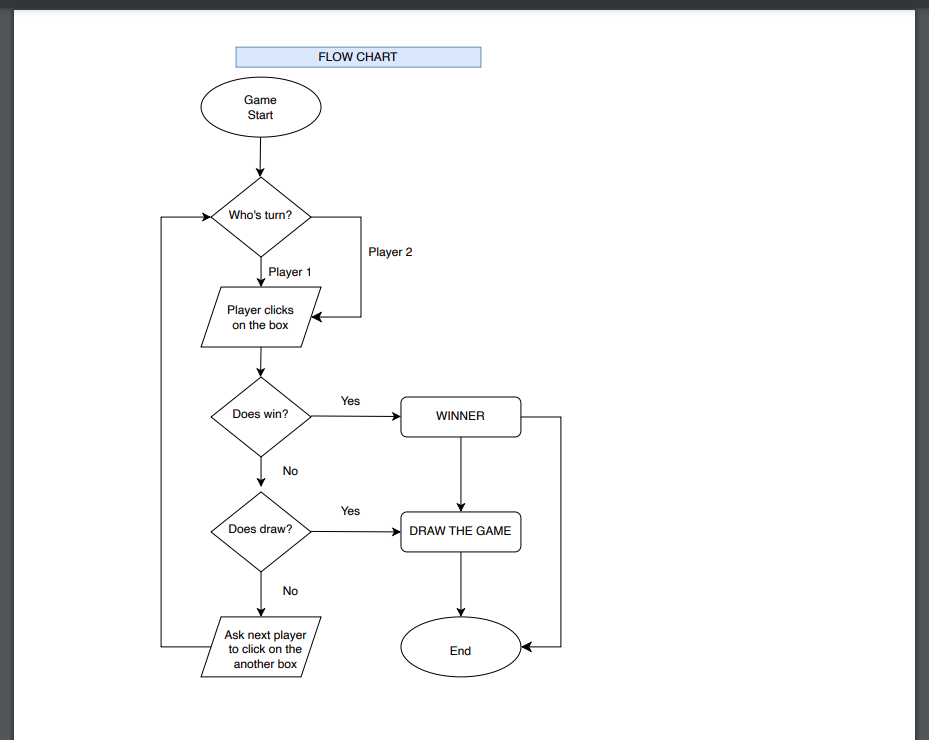 FLOW CHART
Game
Start
Who's turn?
Player 2
Player 1
Player clicks
on the box
Does win?
Yes
WINNER
No
Does draw?
Yes
DRAW THE GAME
No
Ask next player
to click on the
another box
End